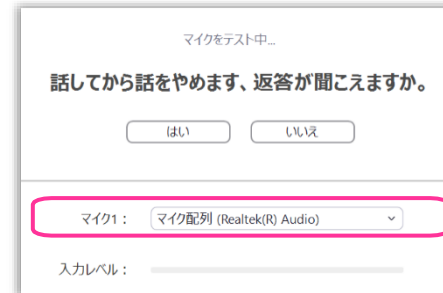 マイクをテスト中...
話してから話をやめます、返答が聞こえますか。
はい いいえ
マイク1： マイク配列 (Realtek(R) Audio)
入力レベル：